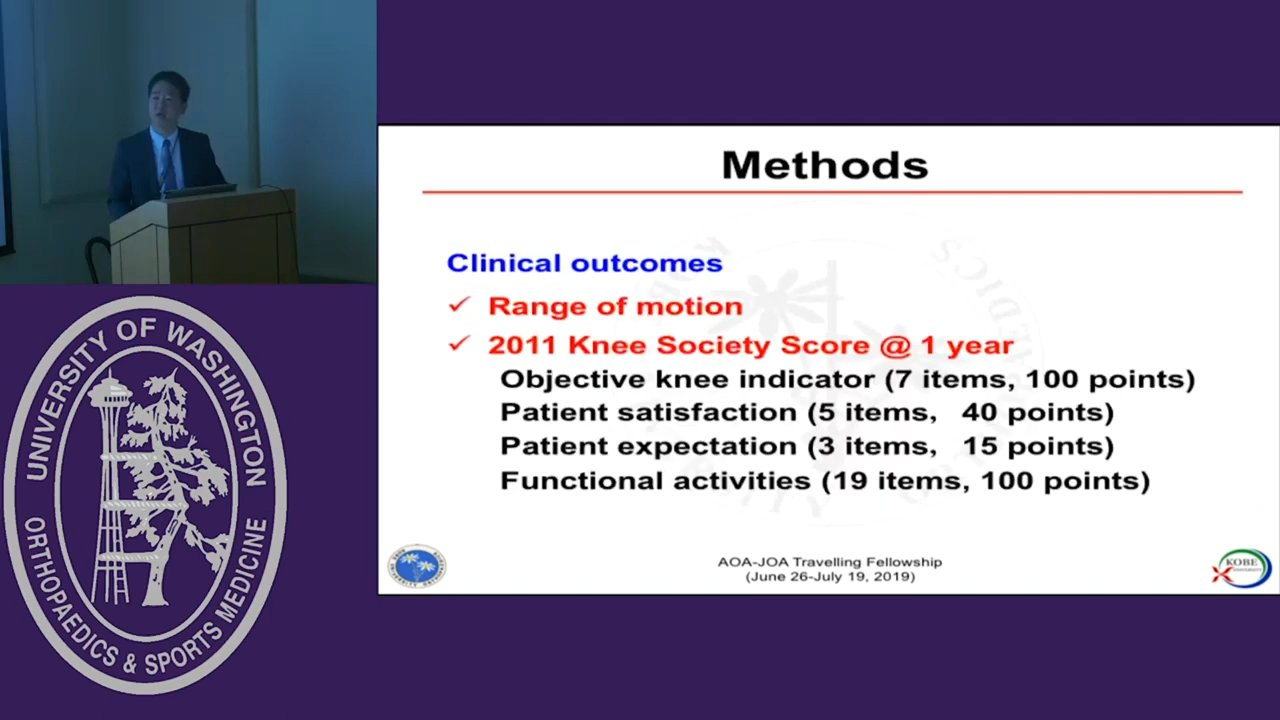 Methods
Clinical outcomes
✓ Range of motion
✓ 2011 Knee Society Score @ 1 year
Objective knee indicator (7 items, 100 points)
Patient satisfaction (5 items, 40 points)
Patient expectation (3 items, 15 points)
Functional activities (19 items, 100 points)
AOA-JOA Travelling Fellowship
(June 26-July 19, 2019)
KOBE
UNIVERSITY OF WASHINGTON
ORTHOPAEDICS & SPORTS MEDICINE